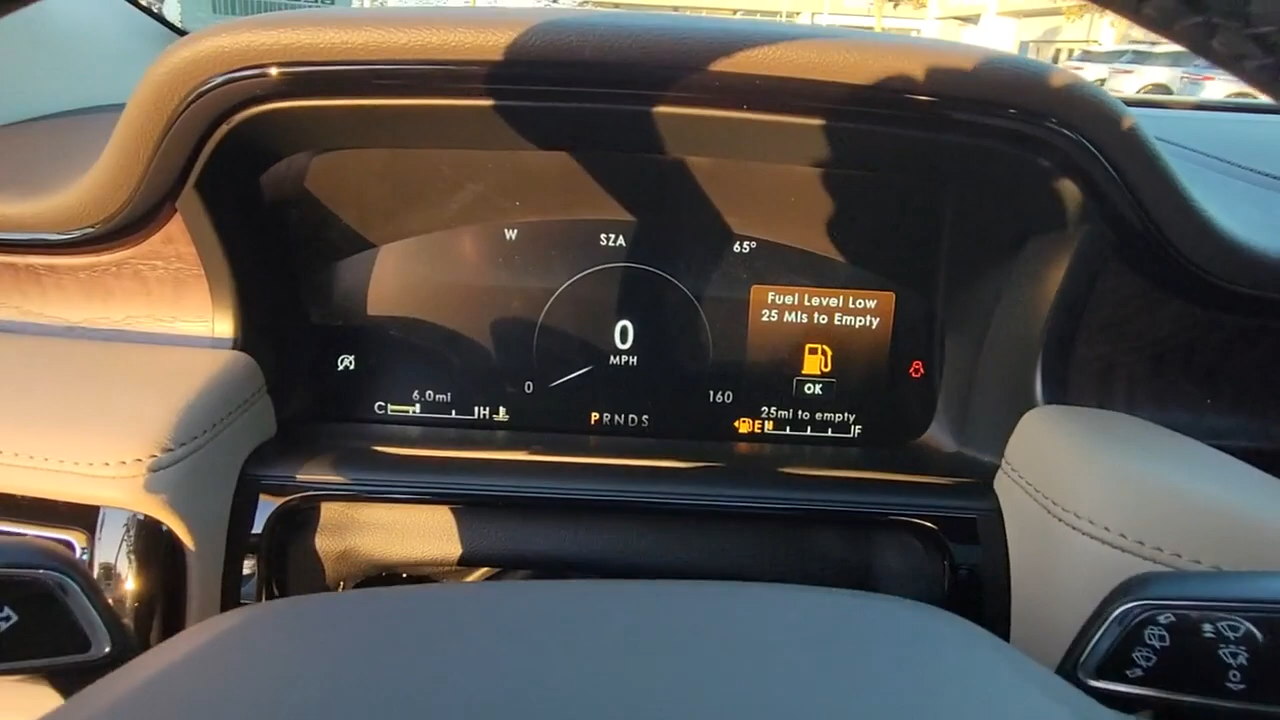 W SZA 65°
Fuel Level Low
25 Mls to Empty
0
MPH
OK
0 160
6.0mi
C H
PRNDS
25mi to empty
E F